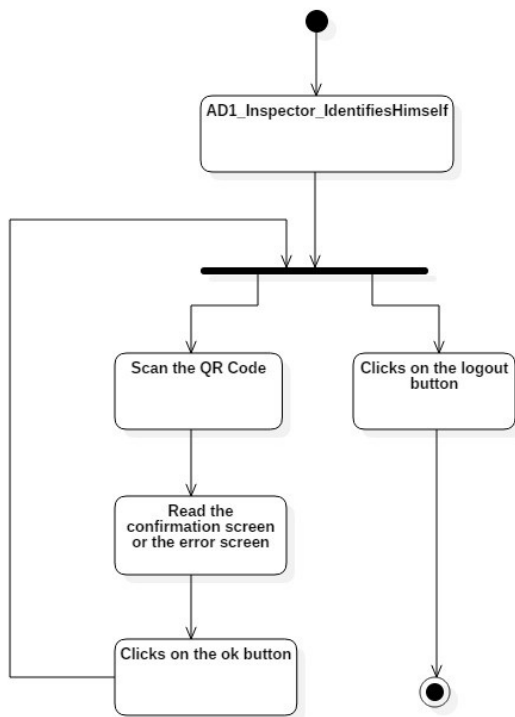 AD1_Inspector_IdentifiesHimself
Scan the QR Code
Clicks on the logout
button
Read the
confirmation screen
or the error screen
Clicks on the ok button